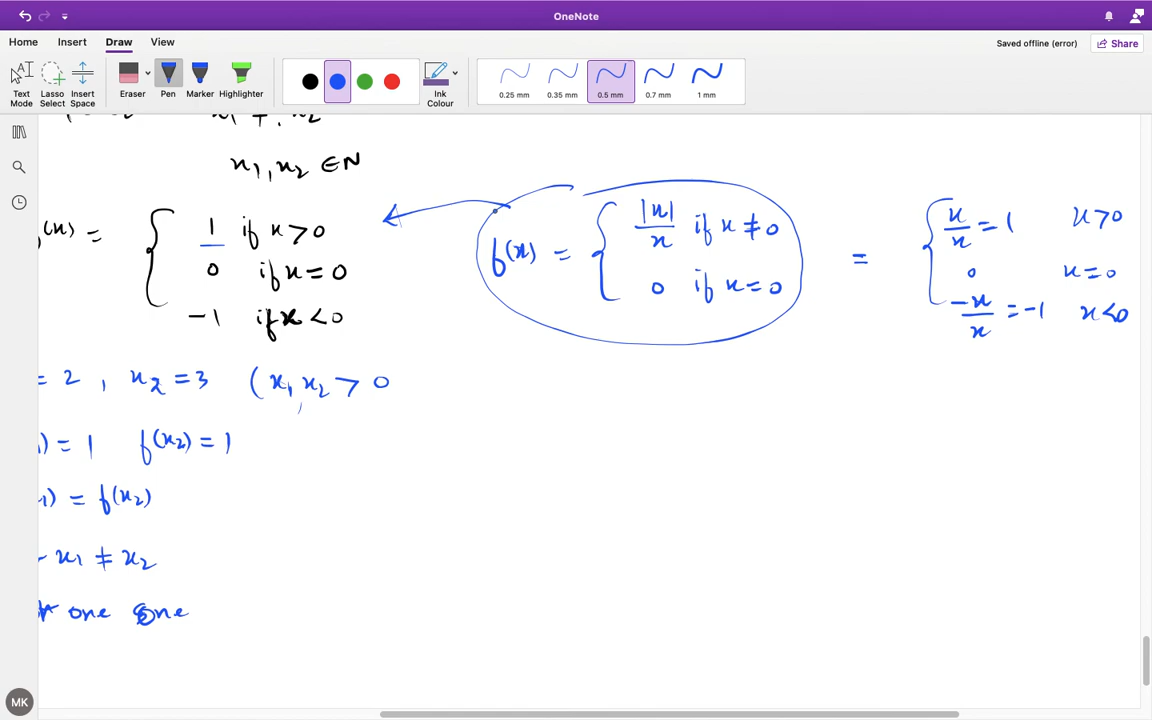 OneNote
Home Insert Draw View
Saved offline (error) Share
Text Mode Lasso Select Insert Space Eraser Pen Marker Highlighter Ink Colour 0.25 mm 0.35 mm 0.5 mm 0.7 mm 1 mm
x1, x2 ∈ N
(x) = { 1 if x > 0
0 if x = 0
-1 if x < 0
f(x) = { |x|/x if x ≠ 0
0 if x = 0
= { x/x = 1 x > 0
0 x = 0
-x/x = -1 x < 0
= 2 , x2 = 3 (x1, x2 > 0
) = 1 f(x2) = 1
1) = f(x2)
x1 ≠ x2
one one
MK